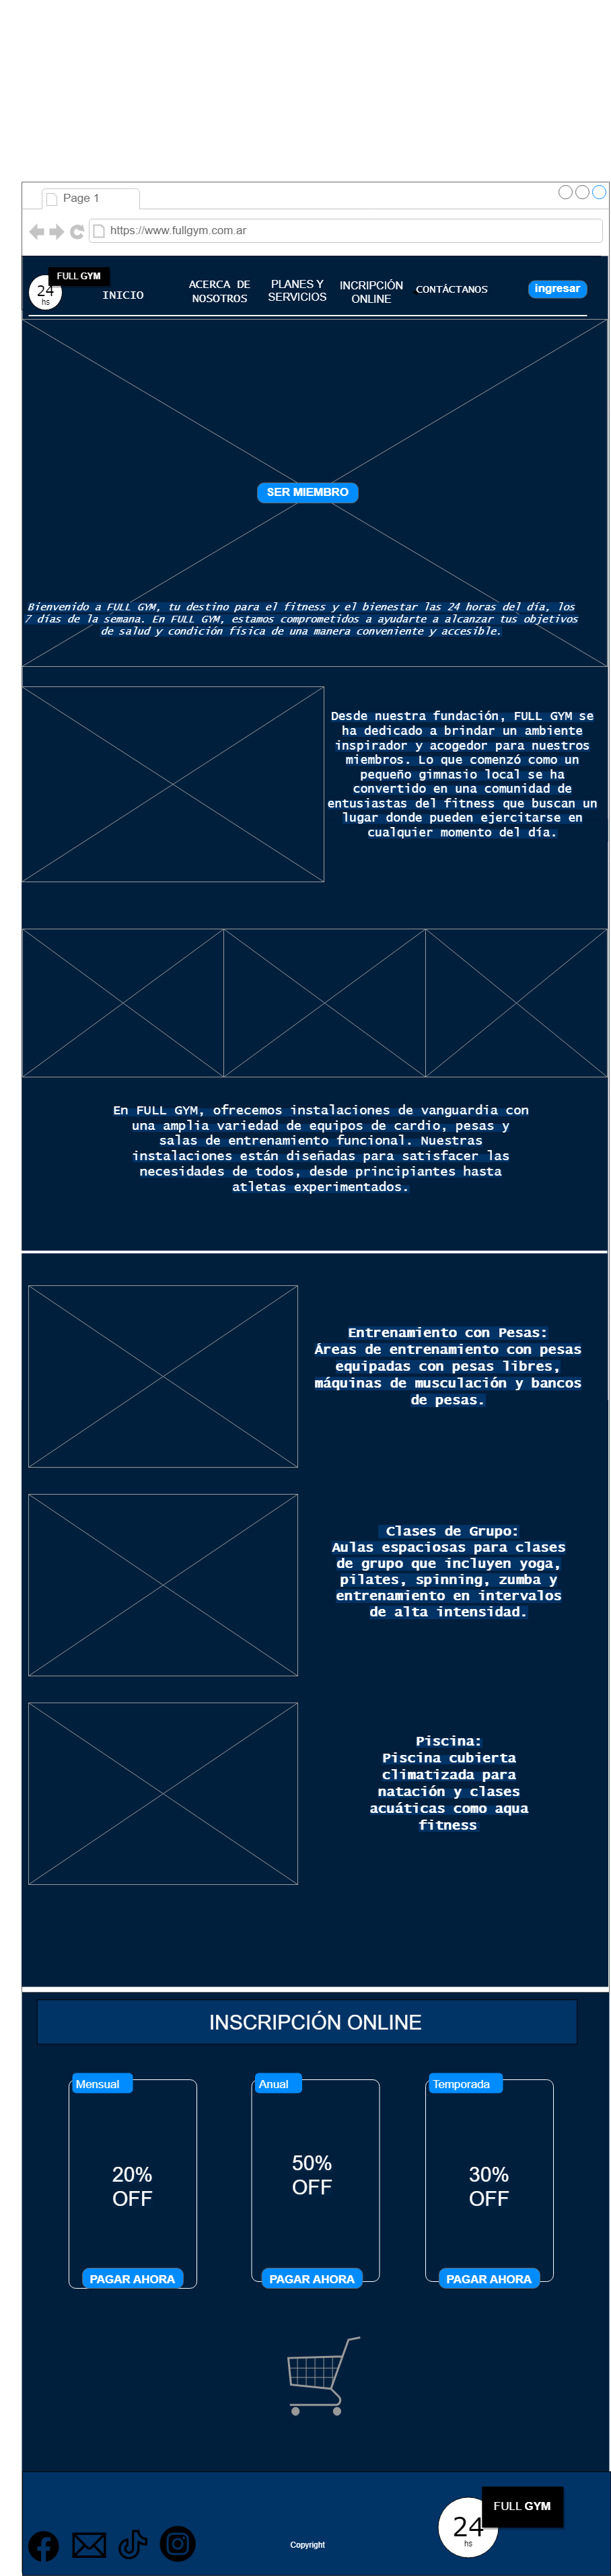 Page 1
https://www.fullgym.com.ar
FULL GYM
24
hs
INICIO
ACERCA DE
NOSOTROS
PLANES Y
SERVICIOS
INCRIPCIÓN
ONLINE
CONTÁCTANOS
ingresar
SER MIEMBRO
Bienvenido a FULL GYM, tu destino para el fitness y el bienestar las 24 horas del día, los
7 días de la semana. En FULL GYM, estamos comprometidos a ayudarte a alcanzar tus objetivos
de salud y condición física de una manera conveniente y accesible.
Desde nuestra fundación, FULL GYM se
ha dedicado a brindar un ambiente
inspirador y acogedor para nuestros
miembros. Lo que comenzó como un
pequeño gimnasio local se ha
convertido en una comunidad de
entusiastas del fitness que buscan un
lugar donde pueden ejercitarse en
cualquier momento del día.
En FULL GYM, ofrecemos instalaciones de vanguardia con
una amplia variedad de equipos de cardio, pesas y
salas de entrenamiento funcional. Nuestras
instalaciones están diseñadas para satisfacer las
necesidades de todos, desde principiantes hasta
atletas experimentados.
Entrenamiento con Pesas:
Áreas de entrenamiento con pesas
equipadas con pesas libres,
máquinas de musculación y bancos
de pesas.
Clases de Grupo:
Aulas espaciosas para clases
de grupo que incluyen yoga,
pilates, spinning, zumba y
entrenamiento en intervalos
de alta intensidad.
Piscina:
Piscina cubierta
climatizada para
natación y clases
acuáticas como aqua
fitness
INSCRIPCIÓN ONLINE
Mensual
20%
OFF
PAGAR AHORA
Anual
50%
OFF
PAGAR AHORA
Temporada
30%
OFF
PAGAR AHORA
FULL GYM
24
hs
Copyright